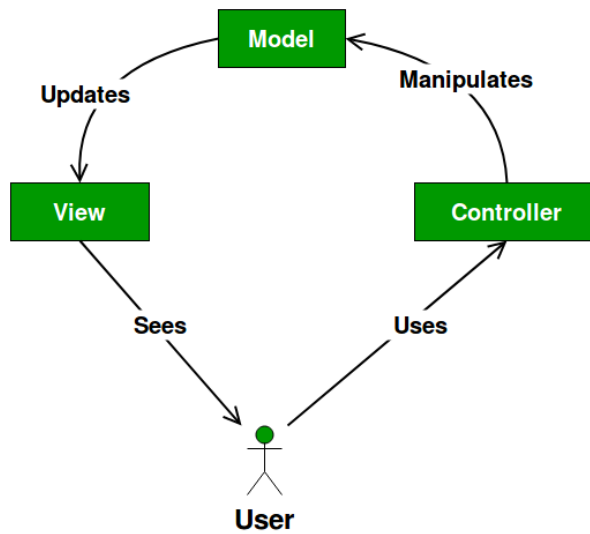 Model
Updates
Manipulates
View
Controller
Sees
Uses
User